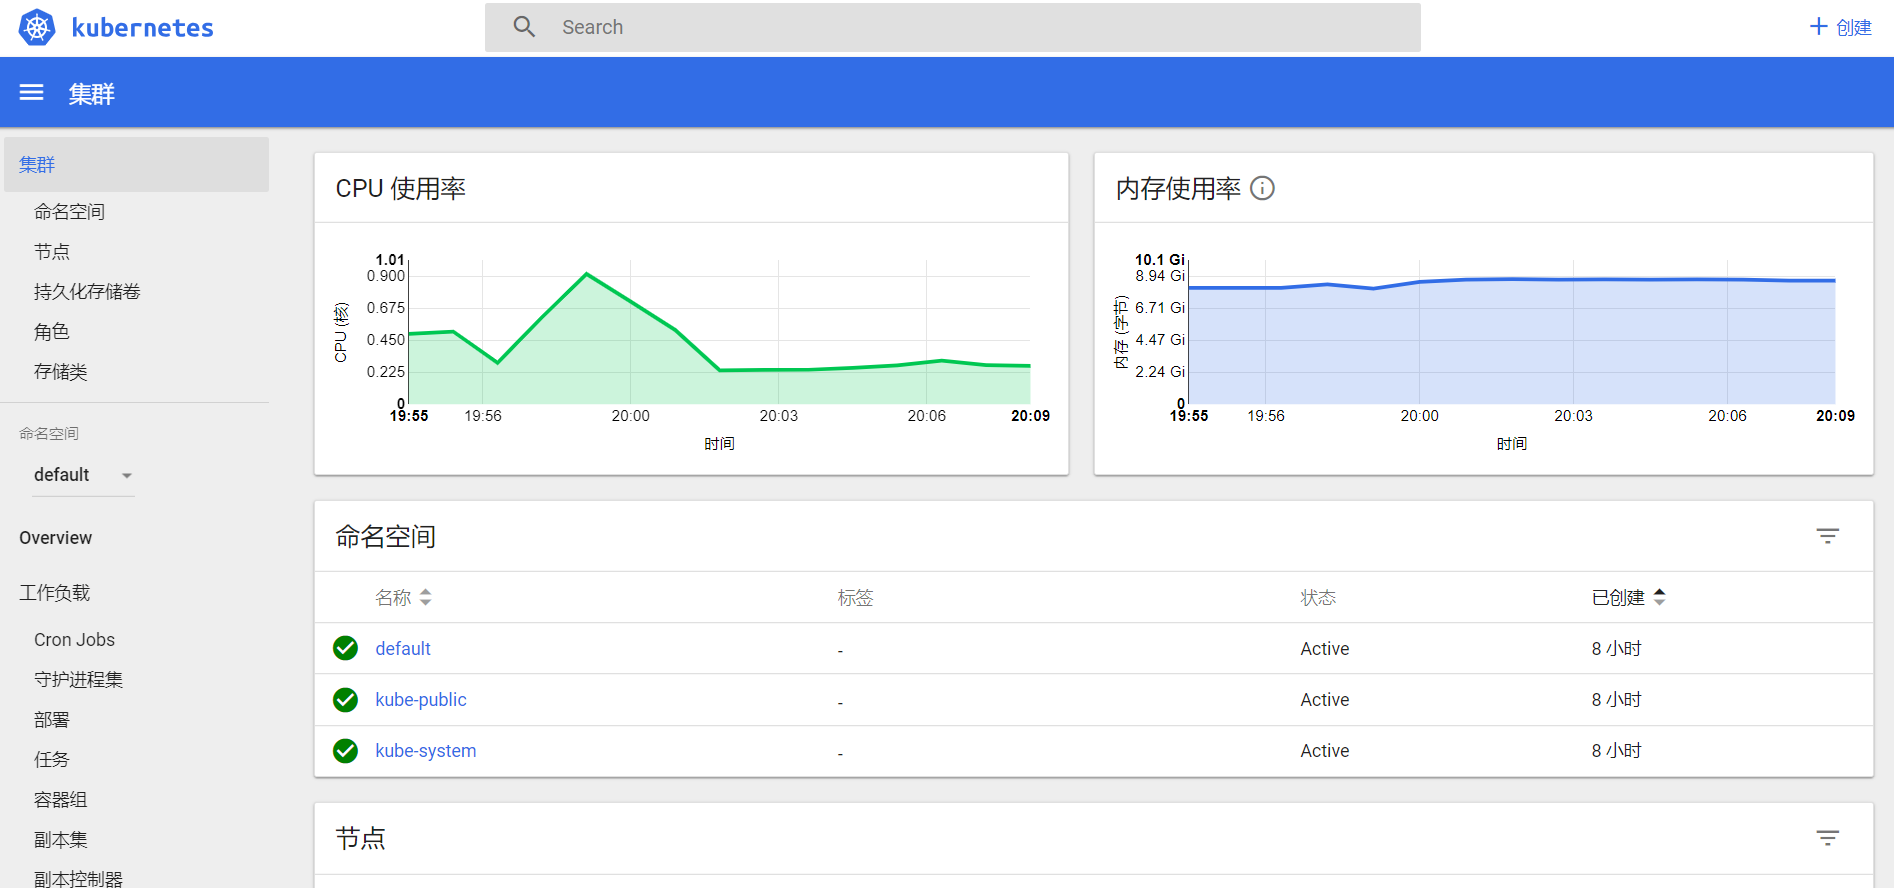 kubernetes
Search
创建
集群
集群
命名空间
节点
持久化存储卷
角色
存储类
命名空间
default
Overview
工作负载
Cron Jobs
守护进程集
部署
任务
容器组
副本集
副本控制器
CPU 使用率
CPU (核)
1.01
0.900
0.675
0.450
0.225
0
19:55
19:56
20:00
20:03
20:06
20:09
时间
内存使用率
内存 (字节)
10.1 Gi
8.94 Gi
6.71 Gi
4.47 Gi
2.24 Gi
0
19:55
19:56
20:00
20:03
20:06
20:09
时间
命名空间
名称 标签 状态 已创建
default - Active 8 小时
kube-public - Active 8 小时
kube-system - Active 8 小时
节点